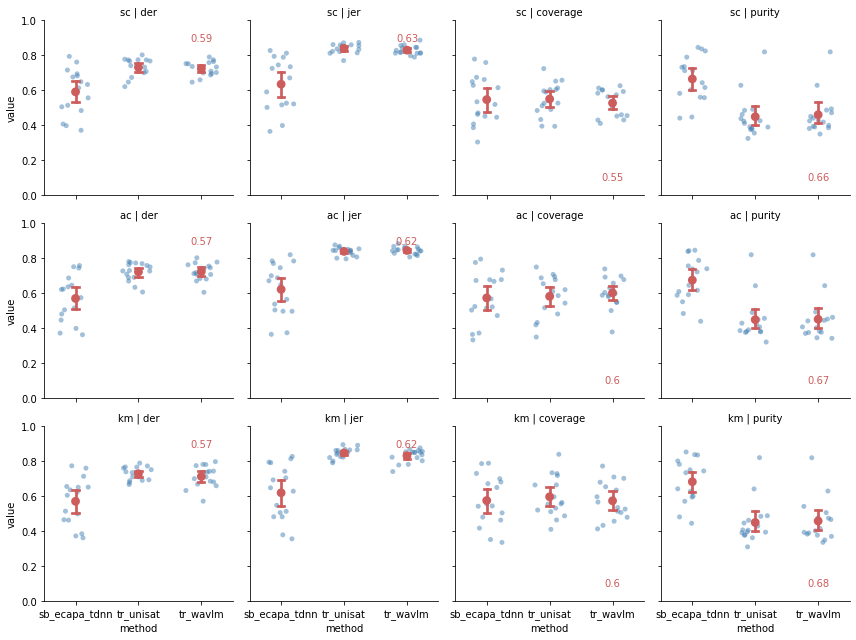 sc | der
sc | jer
sc | coverage
sc | purity
value
1.0
0.8
0.6
0.4
0.2
0.0
0.59
0.63
0.55
0.66
ac | der
ac | jer
ac | coverage
ac | purity
value
1.0
0.8
0.6
0.4
0.2
0.0
0.57
0.62
0.6
0.67
km | der
km | jer
km | coverage
km | purity
value
1.0
0.8
0.6
0.4
0.2
0.0
0.57
0.62
0.6
0.68
sb_ecapa_tdnn tr_unisat tr_wavlm
sb_ecapa_tdnn tr_unisat tr_wavlm
sb_ecapa_tdnn tr_unisat tr_wavlm
sb_ecapa_tdnn tr_unisat tr_wavlm
method
method
method
method